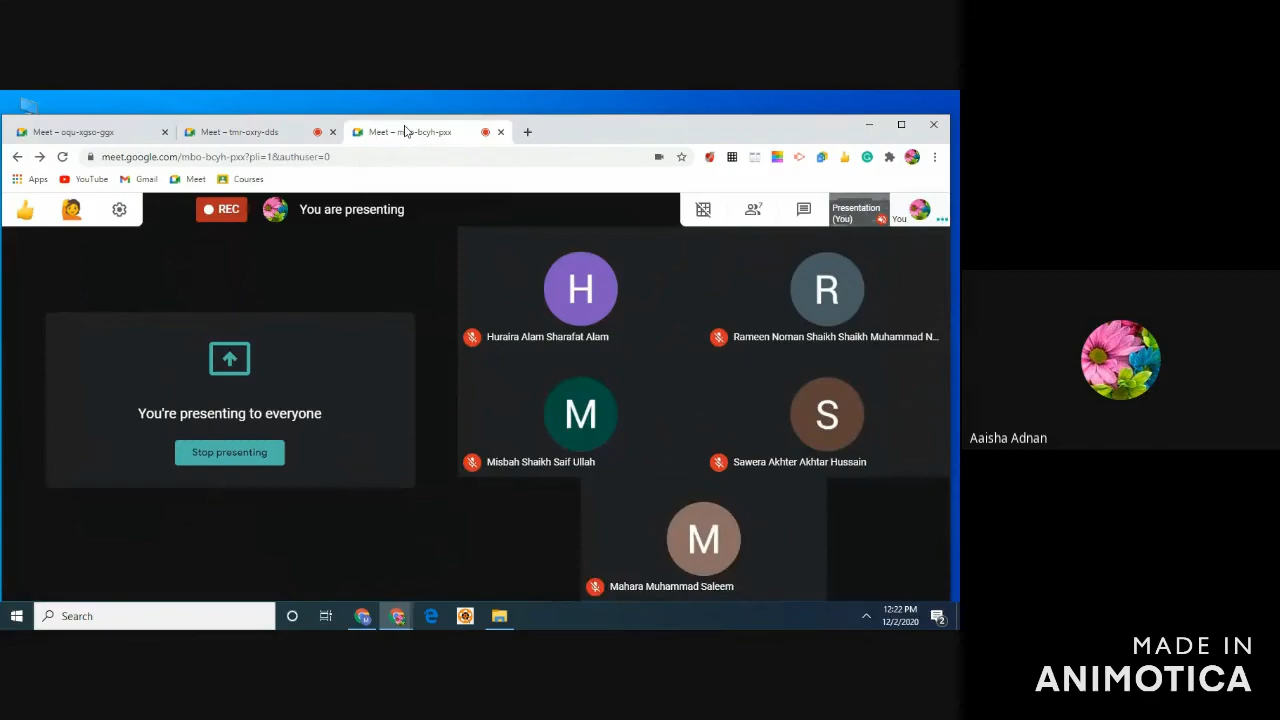 Meet – oqu-xgso-ggx
Meet – tmr-oxry-dds
Meet – mbo-bcyh-pxx
meet.google.com/mbo-bcyh-pxx?pli=1&authuser=0
Apps YouTube Gmail Meet Courses
REC
You are presenting
7
Presentation
(You)
You
H
Huraira Alam Sharafat Alam
R
Rameen Noman Shaikh Shaikh Muhammad N...
You're presenting to everyone
Stop presenting
M
Misbah Shaikh Saif Ullah
S
Sawera Akhter Akhtar Hussain
M
Mahara Muhammad Saleem
Aaisha Adnan
Search
12:22 PM
12/2/2020
2
MADE IN
ANIMOTICA